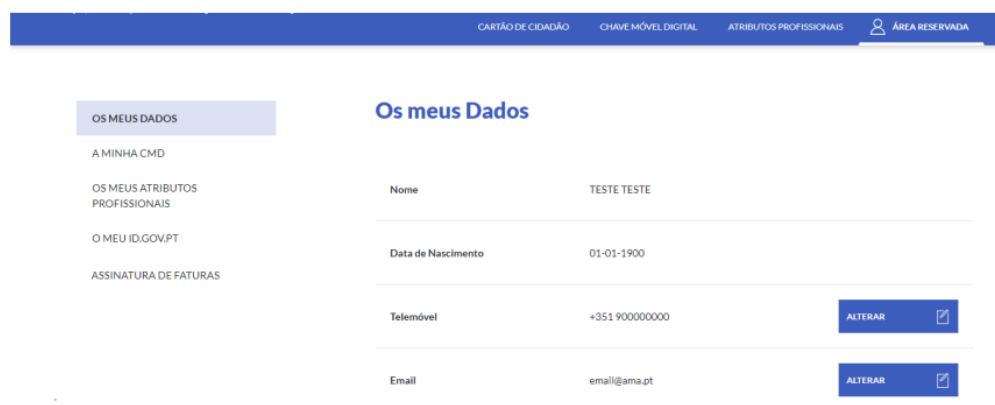 CARTÃO DE CIDADÃO CHAVE MÓVEL DIGITAL ATRIBUTOS PROFISSIONAIS ÁREA RESERVADA
OS MEUS DADOS
A MINHA CMD
OS MEUS ATRIBUTOS
PROFISSIONAIS
O MEU ID.GOV.PT
ASSINATURA DE FATURAS
Os meus Dados
Nome TESTE TESTE
Data de Nascimento 01-01-1900
Telemóvel +351 900000000 ALTERAR
Email email@ama.pt ALTERAR